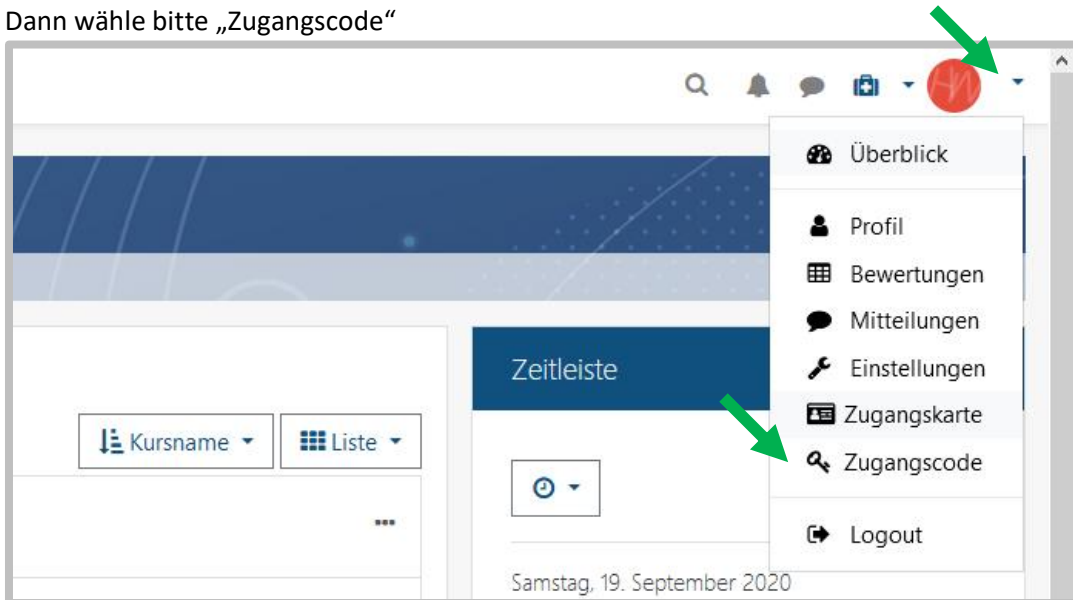 Dann wähle bitte „Zugangscode“
HW
Überblick
Profil
Bewertungen
Mitteilungen
Einstellungen
Zugangskarte
Zugangscode
Logout
Kursname
Liste
Zeitleiste
Samstag, 19. September 2020